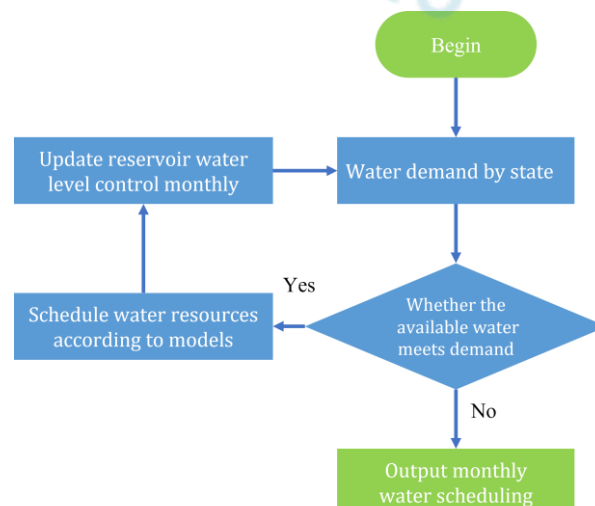 Begin
Update reservoir water
level control monthly
Water demand by state
Yes
Schedule water resources
according to models
Whether the
available water
meets demand
No
Output monthly
water scheduling